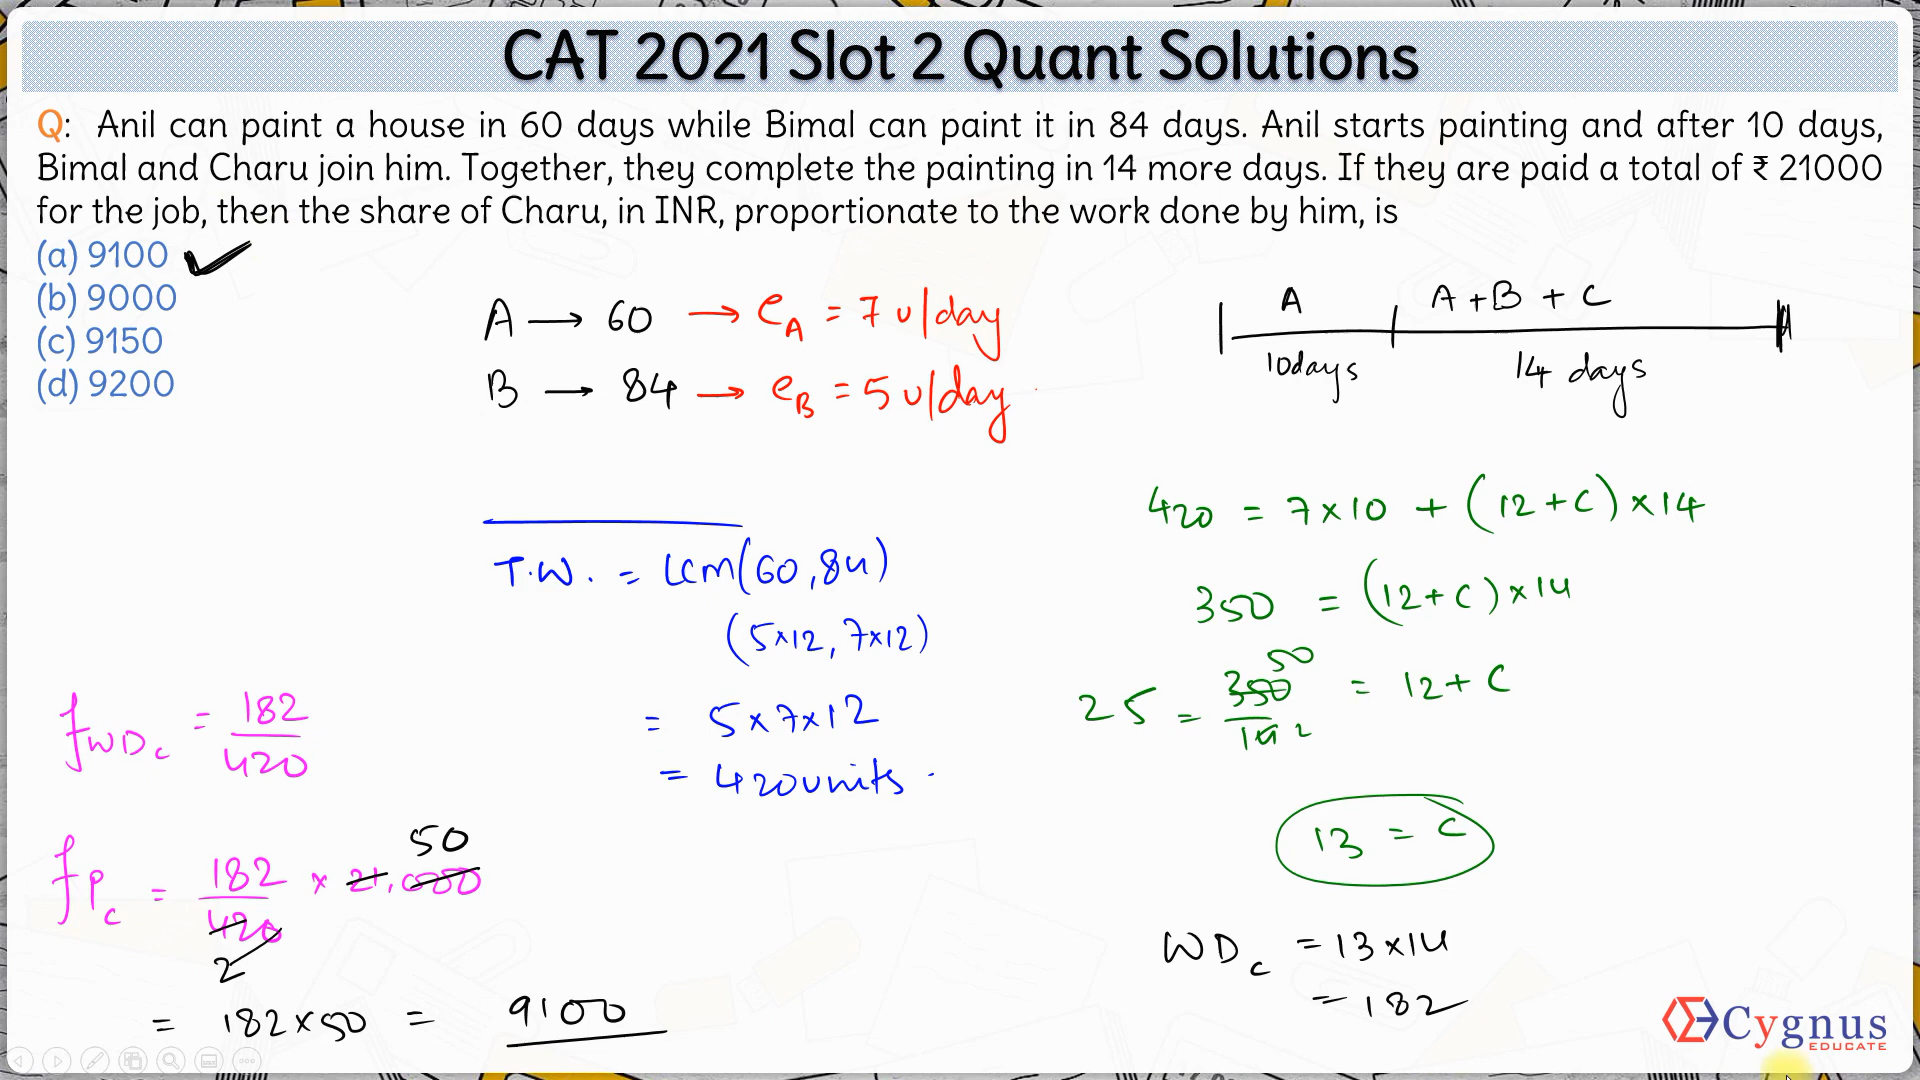 CAT 2021 Slot 2 Quant Solutions
Q: Anil can paint a house in 60 days while Bimal can paint it in 84 days. Anil starts painting and after 10 days,
Bimal and Charu join him. Together, they complete the painting in 14 more days. If they are paid a total of ₹ 21000
for the job, then the share of Charu, in INR, proportionate to the work done by him, is
(a) 9100 ✓
(b) 9000
(c) 9150
(d) 9200
A → 60 → e_A = 7 u/day
B → 84 → e_B = 5 u/day
A A+B+C
10days 14 days
T.W. = LCM(60,84)
(5×12, 7×12)
= 5×7×12
= 420units.
420 = 7×10 + (12+C)×14
350 = (12+C)×14
50
25 = 350/14 2 = 12+C
13 = C
WD_C = 13×14
= 182
f_WD_C = 182/420
50
f_P_C = 182/420 × 21,000
2
= 182×50 = 9100
Cygnus
EDUCATE